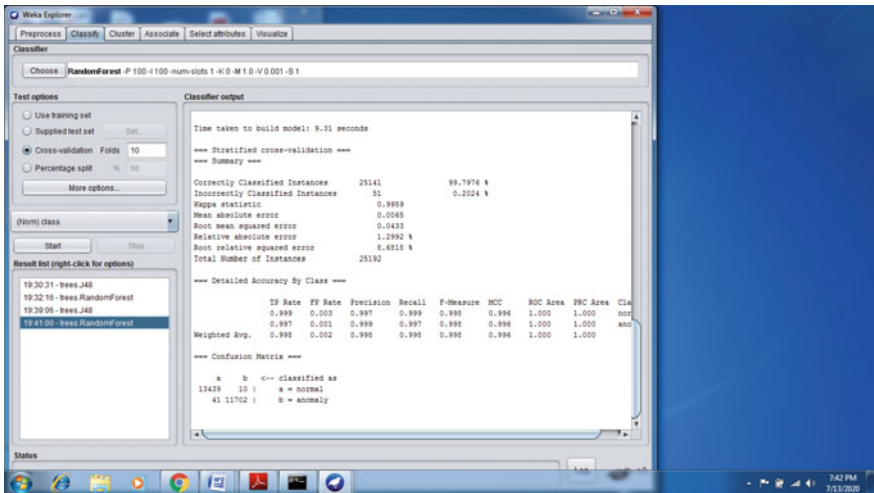 Weka Explorer
Preprocess Classify Cluster Associate Select attributes Visualize
Classifier
Choose RandomForest -P 100 -I 100 -num-slots 1 -K 0 -M 1.0 -V 0.001 -S 1
Test options
Use training set
Supplied test set Set...
Cross-validation Folds 10
Percentage split % 66
More options...
(Nom) class
Start Stop
Result list (right-click for options)
19:30:31 - trees.J48
19:32:16 - trees.RandomForest
19:39:06 - trees.J48
19:41:00 - trees.RandomForest
Classifier output
Time taken to build model: 9.31 seconds
=== Stratified cross-validation ===
=== Summary ===
Correctly Classified Instances 25141 99.7976 %
Incorrectly Classified Instances 51 0.2024 %
Kappa statistic 0.9959
Mean absolute error 0.0065
Root mean squared error 0.0433
Relative absolute error 1.2992 %
Root relative squared error 8.6818 %
Total Number of Instances 25192
=== Detailed Accuracy By Class ===
TP Rate FP Rate Precision Recall F-Measure MCC ROC Area PRC Area Cla
0.999 0.003 0.997 0.999 0.998 0.996 1.000 1.000 nor
0.997 0.001 0.999 0.997 0.998 0.996 1.000 1.000 ano
Weighted Avg. 0.998 0.002 0.998 0.998 0.998 0.996 1.000 1.000
=== Confusion Matrix ===
a b <-- classified as
13439 10 | a = normal
41 11702 | b = anomaly
Status
7:42 PM
7/13/2020